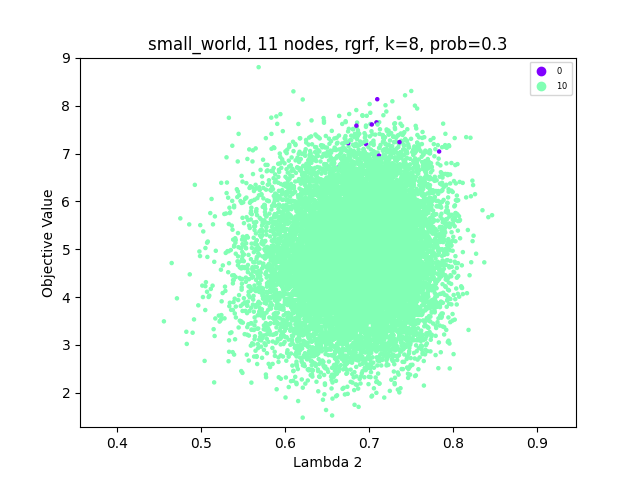 small_world, 11 nodes, rgrf, k=8, prob=0.3
9
8
7
6
5
4
3
2
Objective Value
0
10
0.4 0.5 0.6 0.7 0.8 0.9
Lambda 2